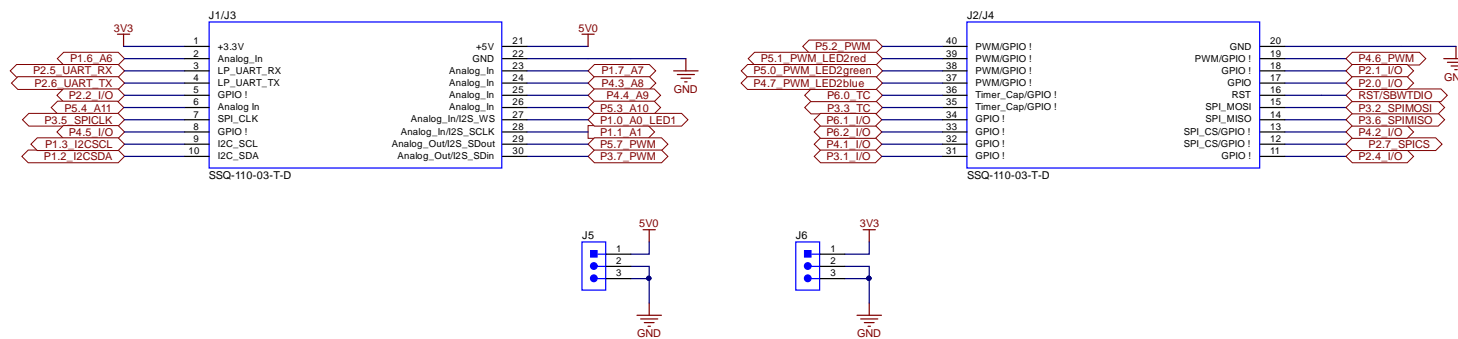 J1/J3
3V3
5V0
1 +3.3V +5V 21
P1.6_A6 2 Analog_In GND 22
P2.5_UART_RX 3 LP_UART_RX Analog_In 23 P1.7_A7
P2.6_UART_TX 4 LP_UART_TX Analog_In 24 P4.3_A8
P2.2_I/O 5 GPIO ! Analog_In 25 P4.4_A9
P5.4_A11 6 Analog In Analog_In 26 P5.3_A10
P3.5_SPICLK 7 SPI_CLK Analog_In/I2S_WS 27 P1.0_A0_LED1
P4.5_I/O 8 GPIO ! Analog_In/I2S_SCLK 28 P1.1_A1
P1.3_I2CSCL 9 I2C_SCL Analog_Out/I2S_SDout 29 P5.7_PWM
P1.2_I2CSDA 10 I2C_SDA Analog_Out/I2S_SDin 30 P3.7_PWM
GND
SSQ-110-03-T-D
J2/J4
P5.2_PWM 40 PWM/GPIO ! GND 20
P5.1_PWM_LED2red 39 PWM/GPIO ! PWM/GPIO ! 19 P4.6_PWM
P5.0_PWM_LED2green 38 PWM/GPIO ! GPIO ! 18 P2.1_I/O
P4.7_PWM_LED2blue 37 PWM/GPIO ! GPIO 17 P2.0_I/O
P6.0_TC 36 Timer_Cap/GPIO ! RST 16 RST/SBWTDIO
P3.3_TC 35 Timer_Cap/GPIO ! SPI_MOSI 15 P3.2_SPIMOSI
P6.1_I/O 34 GPIO ! SPI_MISO 14 P3.6_SPIMISO
P6.2_I/O 33 GPIO ! SPI_CS/GPIO ! 13 P4.2_I/O
P4.1_I/O 32 GPIO ! SPI_CS/GPIO ! 12 P2.7_SPICS
P3.1_I/O 31 GPIO ! GPIO ! 11 P2.4_I/O
GND
SSQ-110-03-T-D
J5
5V0
1
2
3
GND
J6
3V3
1
2
3
GND